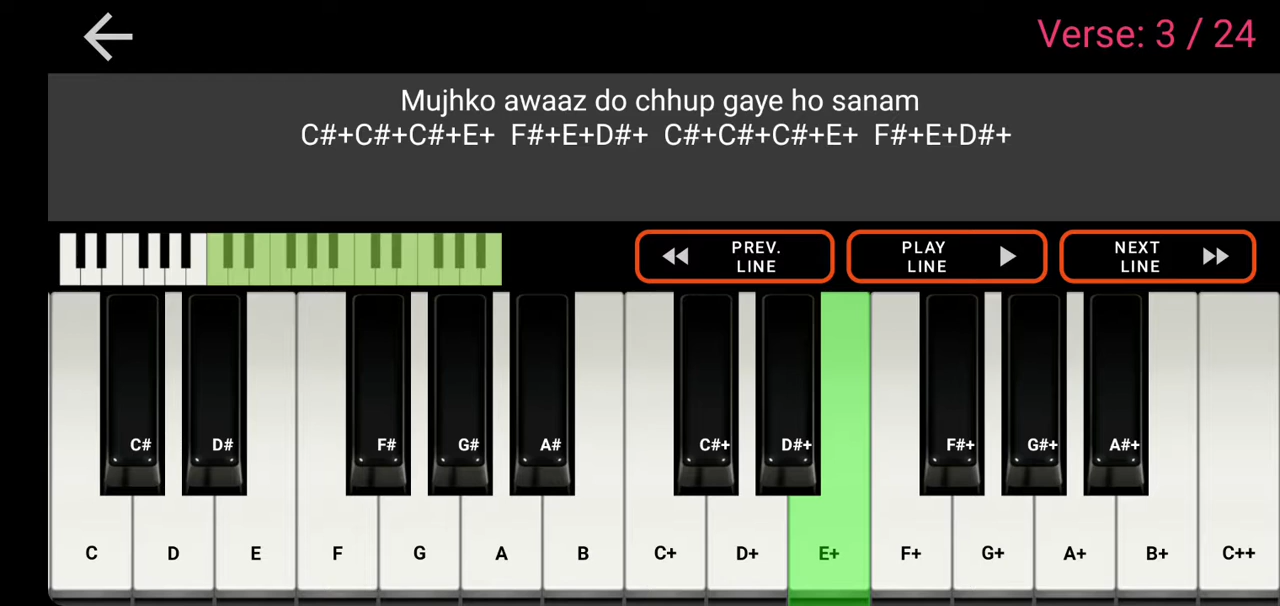 Verse: 3 / 24
Mujhko awaaz do chhup gaye ho sanam
C#+C#+C#+E+  F#+E+D#+  C#+C#+C#+E+  F#+E+D#+
PREV.
LINE
PLAY
LINE
NEXT
LINE
C# D# F# G# A# C#+ D#+ F#+ G#+ A#+
C D E F G A B C+ D+ E+ F+ G+ A+ B+ C++